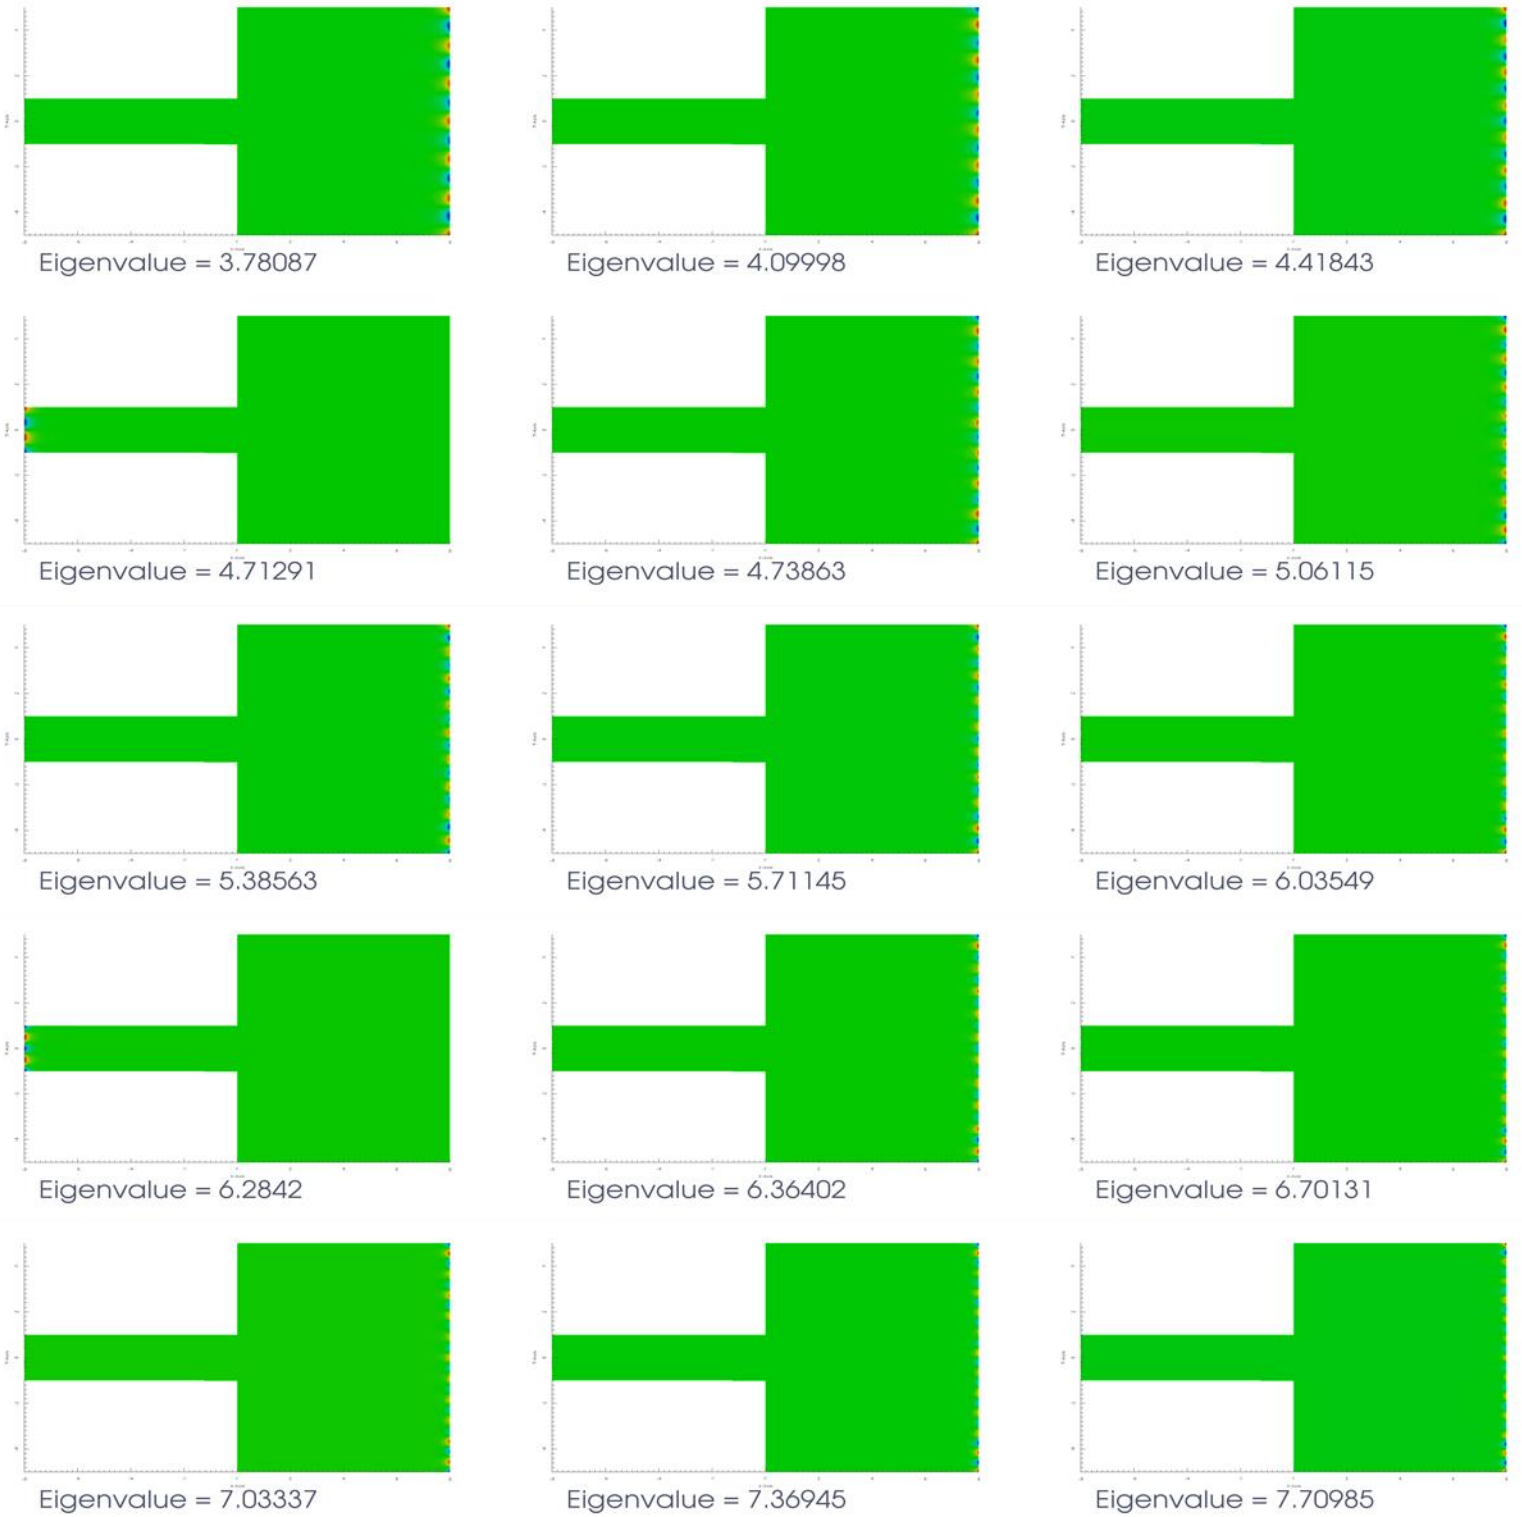 Eigenvalue = 3.78087
Eigenvalue = 4.09998
Eigenvalue = 4.41843
Eigenvalue = 4.71291
Eigenvalue = 4.73863
Eigenvalue = 5.06115
Eigenvalue = 5.38563
Eigenvalue = 5.71145
Eigenvalue = 6.03549
Eigenvalue = 6.2842
Eigenvalue = 6.36402
Eigenvalue = 6.70131
Eigenvalue = 7.03337
Eigenvalue = 7.36945
Eigenvalue = 7.70985